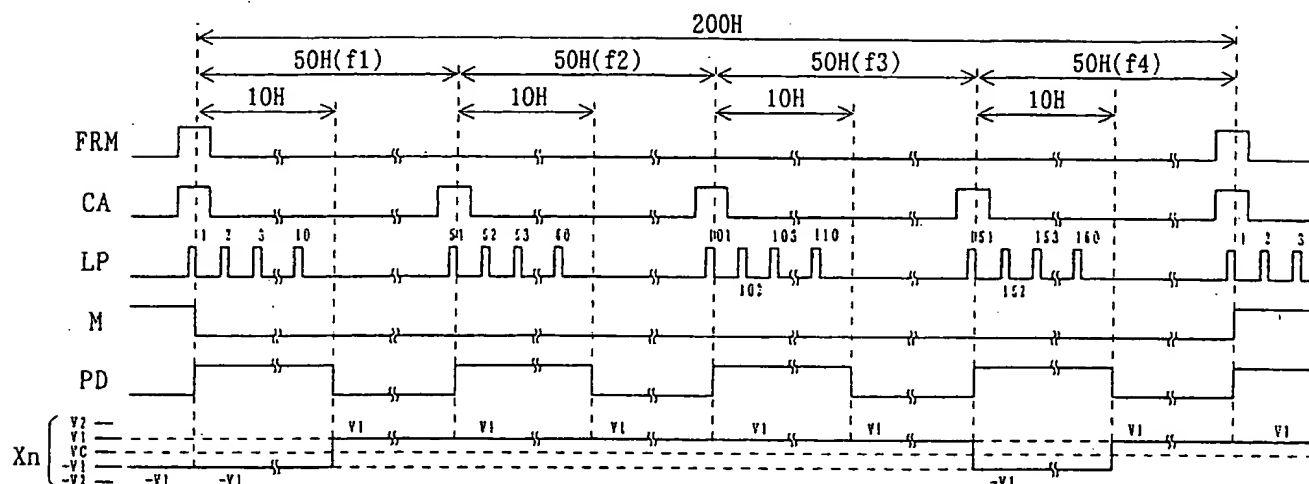 200H
50H(f1) 50H(f2) 50H(f3) 50H(f4)
10H 10H 10H 10H
FRM
CA
1 2 3 10 51 52 53 60 101 103 110 151 153 160 1 2 3
LP
102 152
M
PD
V2
V1 V1 V1 V1 V1 V1 V1 V1
VC
Xn
-V1
-V2 -V1 -V1 -V1